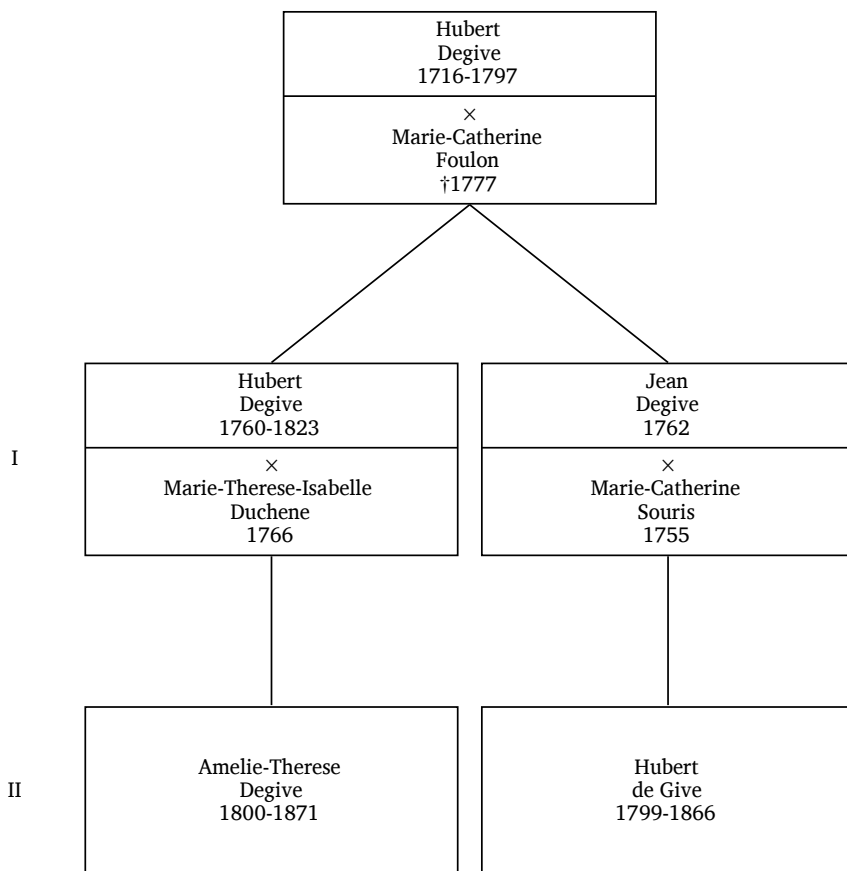 Hubert
Degive
1716-1797
×
Marie-Catherine
Foulon
†1777
I
Hubert
Degive
1760-1823
×
Marie-Therese-Isabelle
Duchene
1766
Jean
Degive
1762
×
Marie-Catherine
Souris
1755
II
Amelie-Therese
Degive
1800-1871
Hubert
de Give
1799-1866